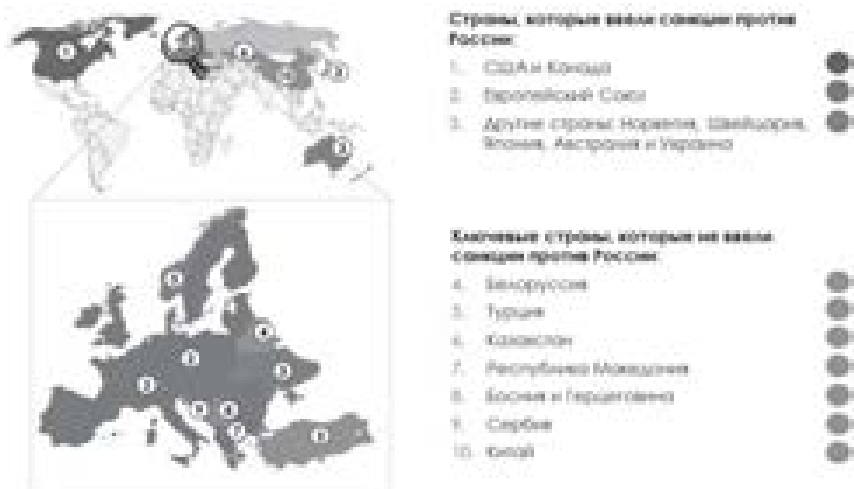 Страны, которые ввели санкции против
России:
1. США и Канада
2. Европейский Союз
3. Другие страны: Норвегия, Швейцария,
Япония, Австралия и Украина
Ключевые страны, которые не ввели
санкции против России:
4. Белоруссия
5. Турция
6. Казахстан
7. Республика Македония
8. Босния и Герцеговина
9. Сербия
10. Китай